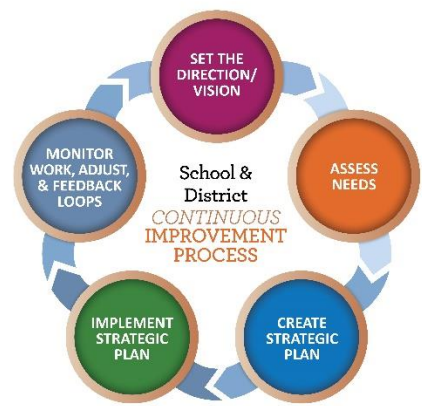 SET THE
DIRECTION/
VISION
ASSESS
NEEDS
CREATE
STRATEGIC
PLAN
IMPLEMENT
STRATEGIC
PLAN
MONITOR
WORK, ADJUST,
& FEEDBACK
LOOPS
School &
District
CONTINUOUS
IMPROVEMENT
PROCESS